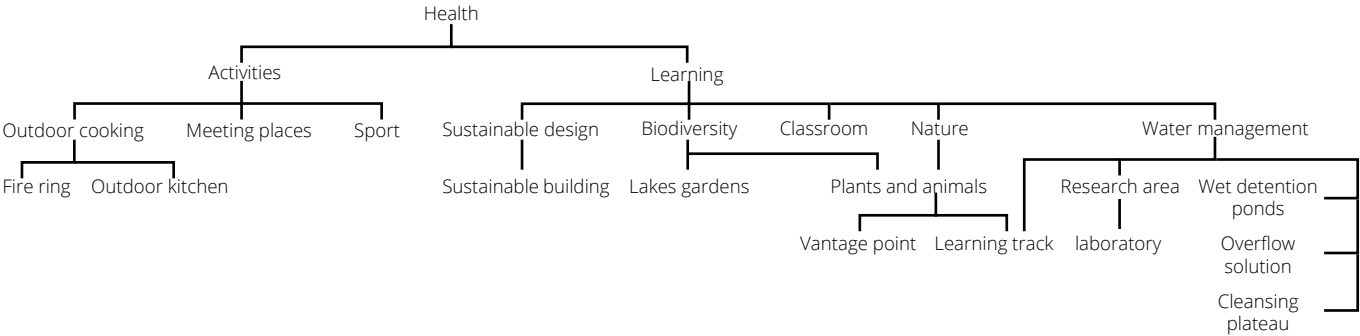 Health
Activities
Learning
Outdoor cooking
Meeting places
Sport
Sustainable design
Biodiversity
Classroom
Nature
Water management
Fire ring
Outdoor kitchen
Sustainable building
Lakes gardens
Plants and animals
Research area
Wet detention
ponds
Vantage point
Learning track
laboratory
Overflow
solution
Cleansing
plateau